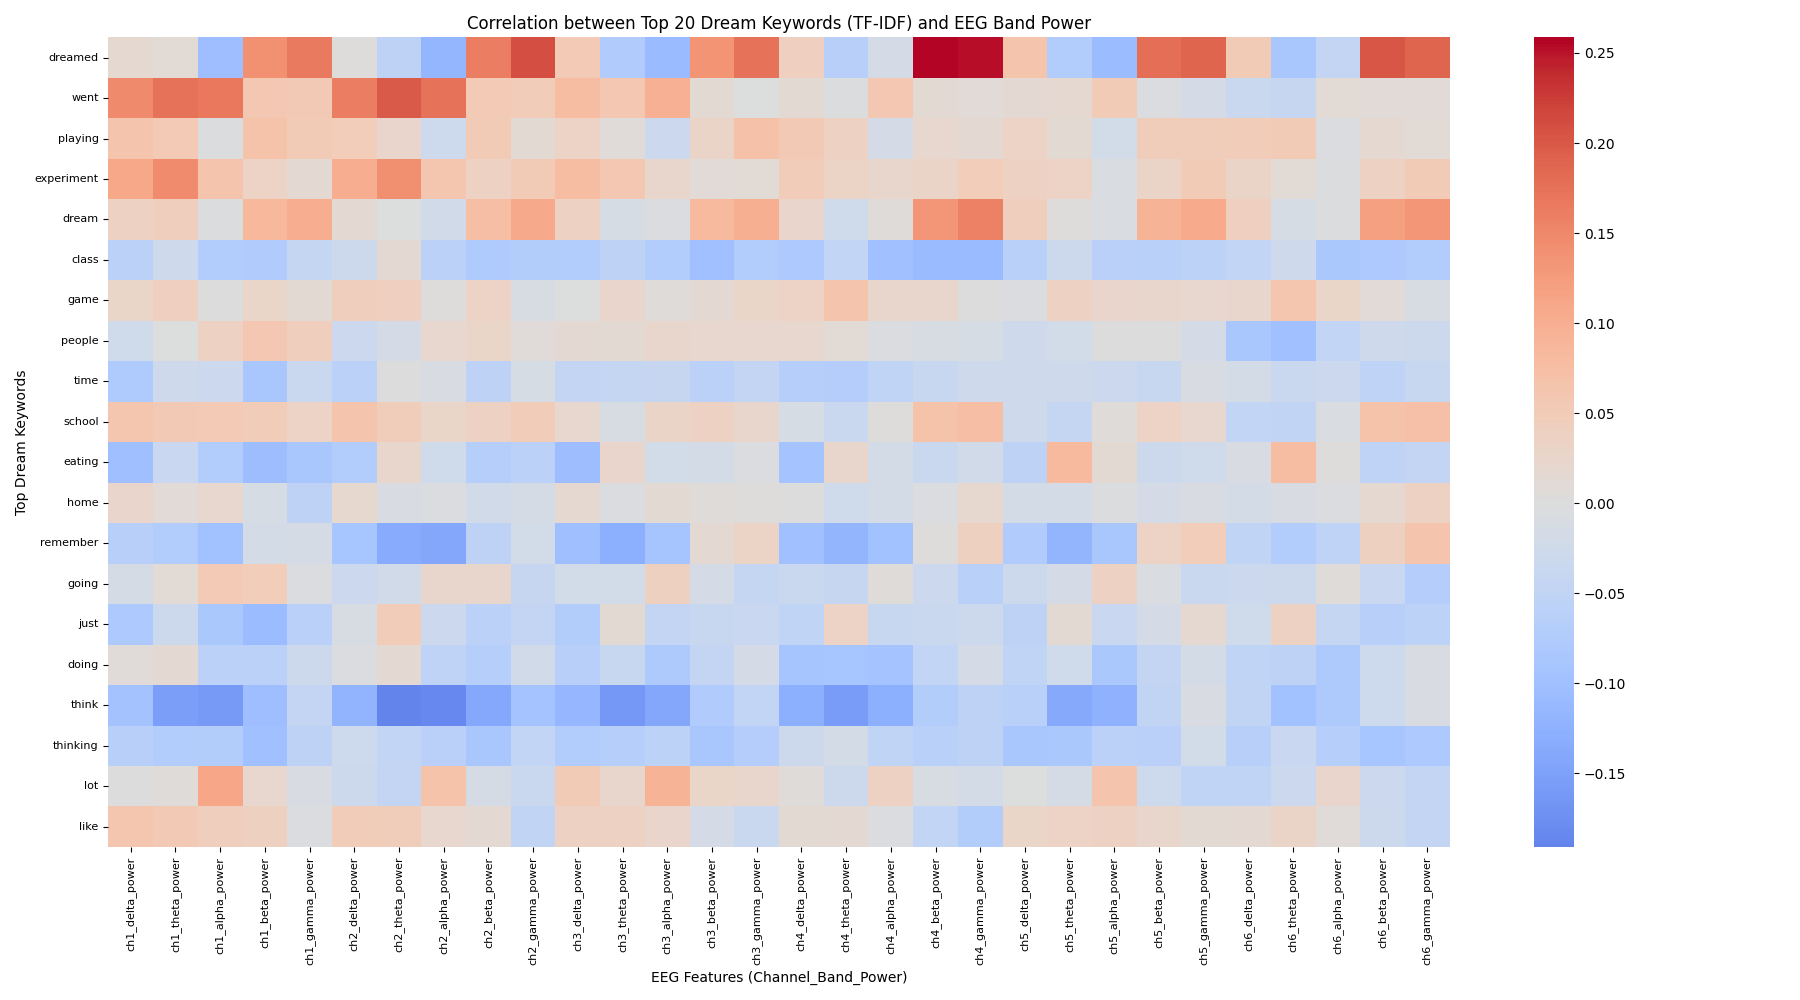 Correlation between Top 20 Dream Keywords (TF-IDF) and EEG Band Power
Top Dream Keywords
dreamed
went
playing
experiment
dream
class
game
people
time
school
eating
home
remember
going
just
doing
think
thinking
lot
like
ch1_delta_power
ch1_theta_power
ch1_alpha_power
ch1_beta_power
ch1_gamma_power
ch2_delta_power
ch2_theta_power
ch2_alpha_power
ch2_beta_power
ch2_gamma_power
ch3_delta_power
ch3_theta_power
ch3_alpha_power
ch3_beta_power
ch3_gamma_power
ch4_delta_power
ch4_theta_power
ch4_alpha_power
ch4_beta_power
ch4_gamma_power
ch5_delta_power
ch5_theta_power
ch5_alpha_power
ch5_beta_power
ch5_gamma_power
ch6_delta_power
ch6_theta_power
ch6_alpha_power
ch6_beta_power
ch6_gamma_power
EEG Features (Channel_Band_Power)
0.25
0.20
0.15
0.10
0.05
0.00
−0.05
−0.10
−0.15